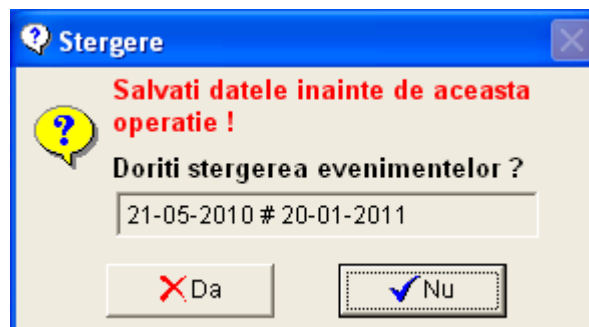 Stergere
Salvati datele inainte de aceasta
operatie !
Doriti stergerea evenimentelor ?
21-05-2010 # 20-01-2011
Da
Nu